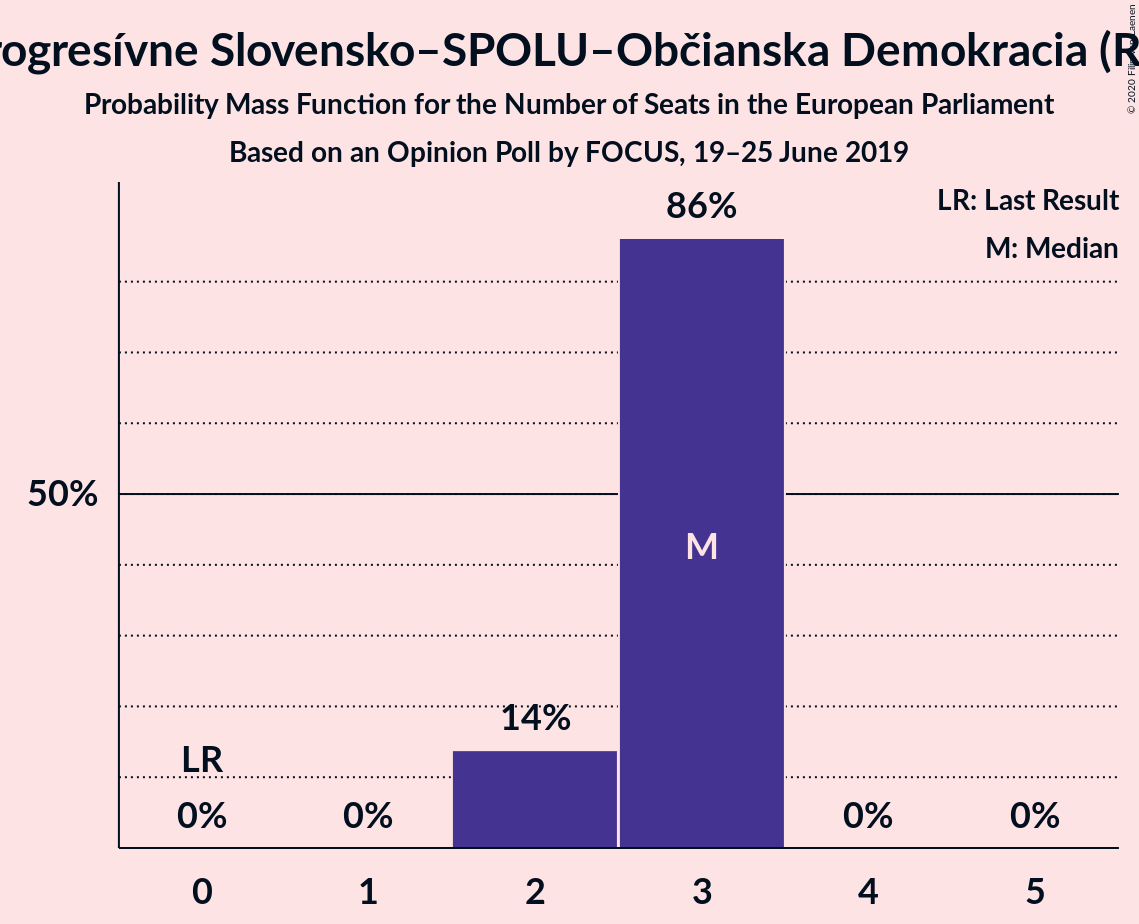 rogresívne Slovensko–SPOLU–Občianska Demokracia (R
Probability Mass Function for the Number of Seats in the European Parliament
Based on an Opinion Poll by FOCUS, 19–25 June 2019
LR: Last Result
M: Median
86%
50%
M
14%
LR
0% 0% 0% 0%
0 1 2 3 4 5
© 2020